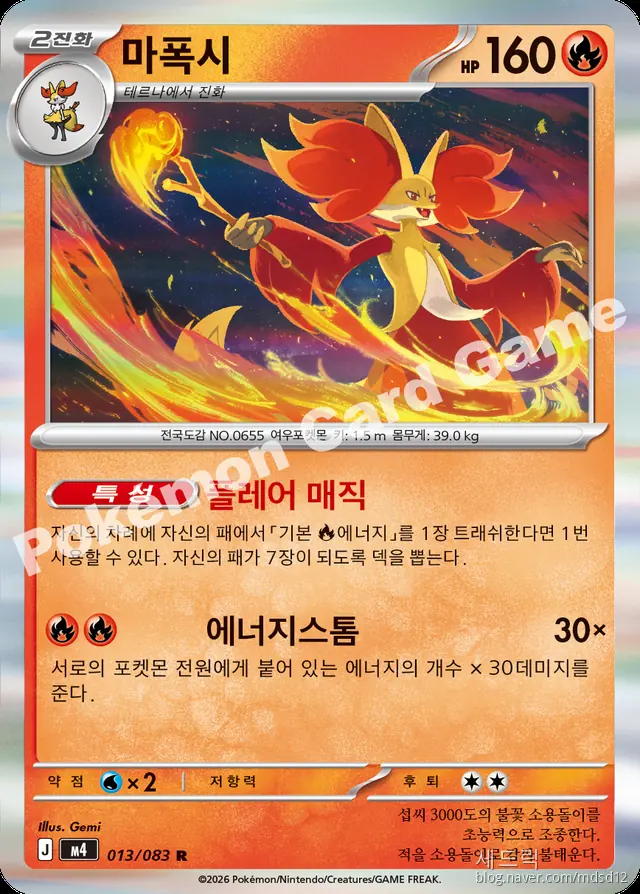 2진화
마폭시
HP 160
테르나에서 진화
전국도감 NO.0655 여우포켓몬 키: 1.5 m 몸무게: 39.0 kg
특성 플레어 매직
자신의 차례에 자신의 패에서 「기본 에너지」를 1장 트래쉬한다면 1번
사용할 수 있다. 자신의 패가 7장이 되도록 덱을 뽑는다.
에너지스톰 30×
서로의 포켓몬 전원에게 붙어 있는 에너지의 개수 × 30데미지를
준다.
약점 ×2 저항력 후퇴
Illus. Gemi
섭씨 3000도의 불꽃 소용돌이를
초능력으로 조종한다.
적을 소용돌이로 감싸 불태운다.
J M4 013/083 R
©2026 Pokémon/Nintendo/Creatures/GAME FREAK.
Pokémon Card Game
세드릭
blog.naver.com/mdsd12